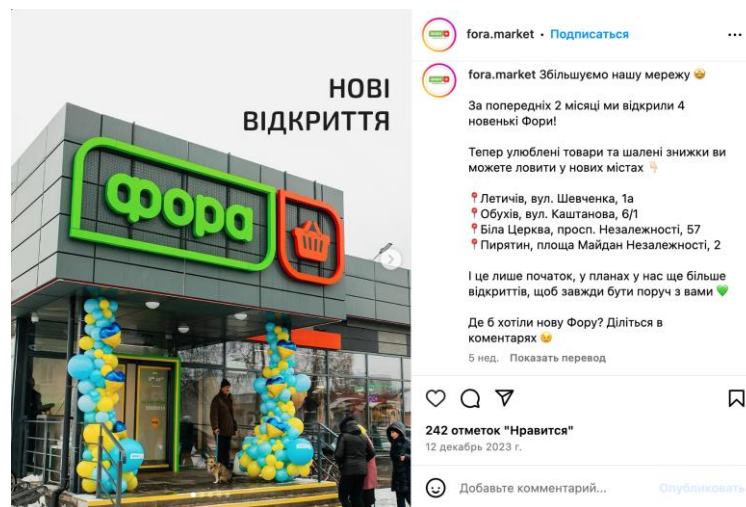 НОВІ
ВІДКРИТТЯ
фора
fora.market • Подписаться
fora.market Збільшуємо нашу мережу 🤩
За попередніх 2 місяці ми відкрили 4
новенькі Фори!
Тепер улюблені товари та шалені знижки ви
можете ловити у нових містах 👇🏻
📍Летичів, вул. Шевченка, 1а
📍Обухів, вул. Каштанова, 6/1
📍Біла Церква, просп. Незалежності, 57
📍Пирятин, площа Майдан Незалежності, 2
І це лише початок, у планах у нас ще більше
відкриттів, щоб завжди бути поруч з вами 💚
Де б хотіли нову Фору? Діліться в
коментарях 😉
5 нед. Показать перевод
242 отметок "Нравится"
12 декабрь 2023 г.
Добавьте комментарий... Опубликовать